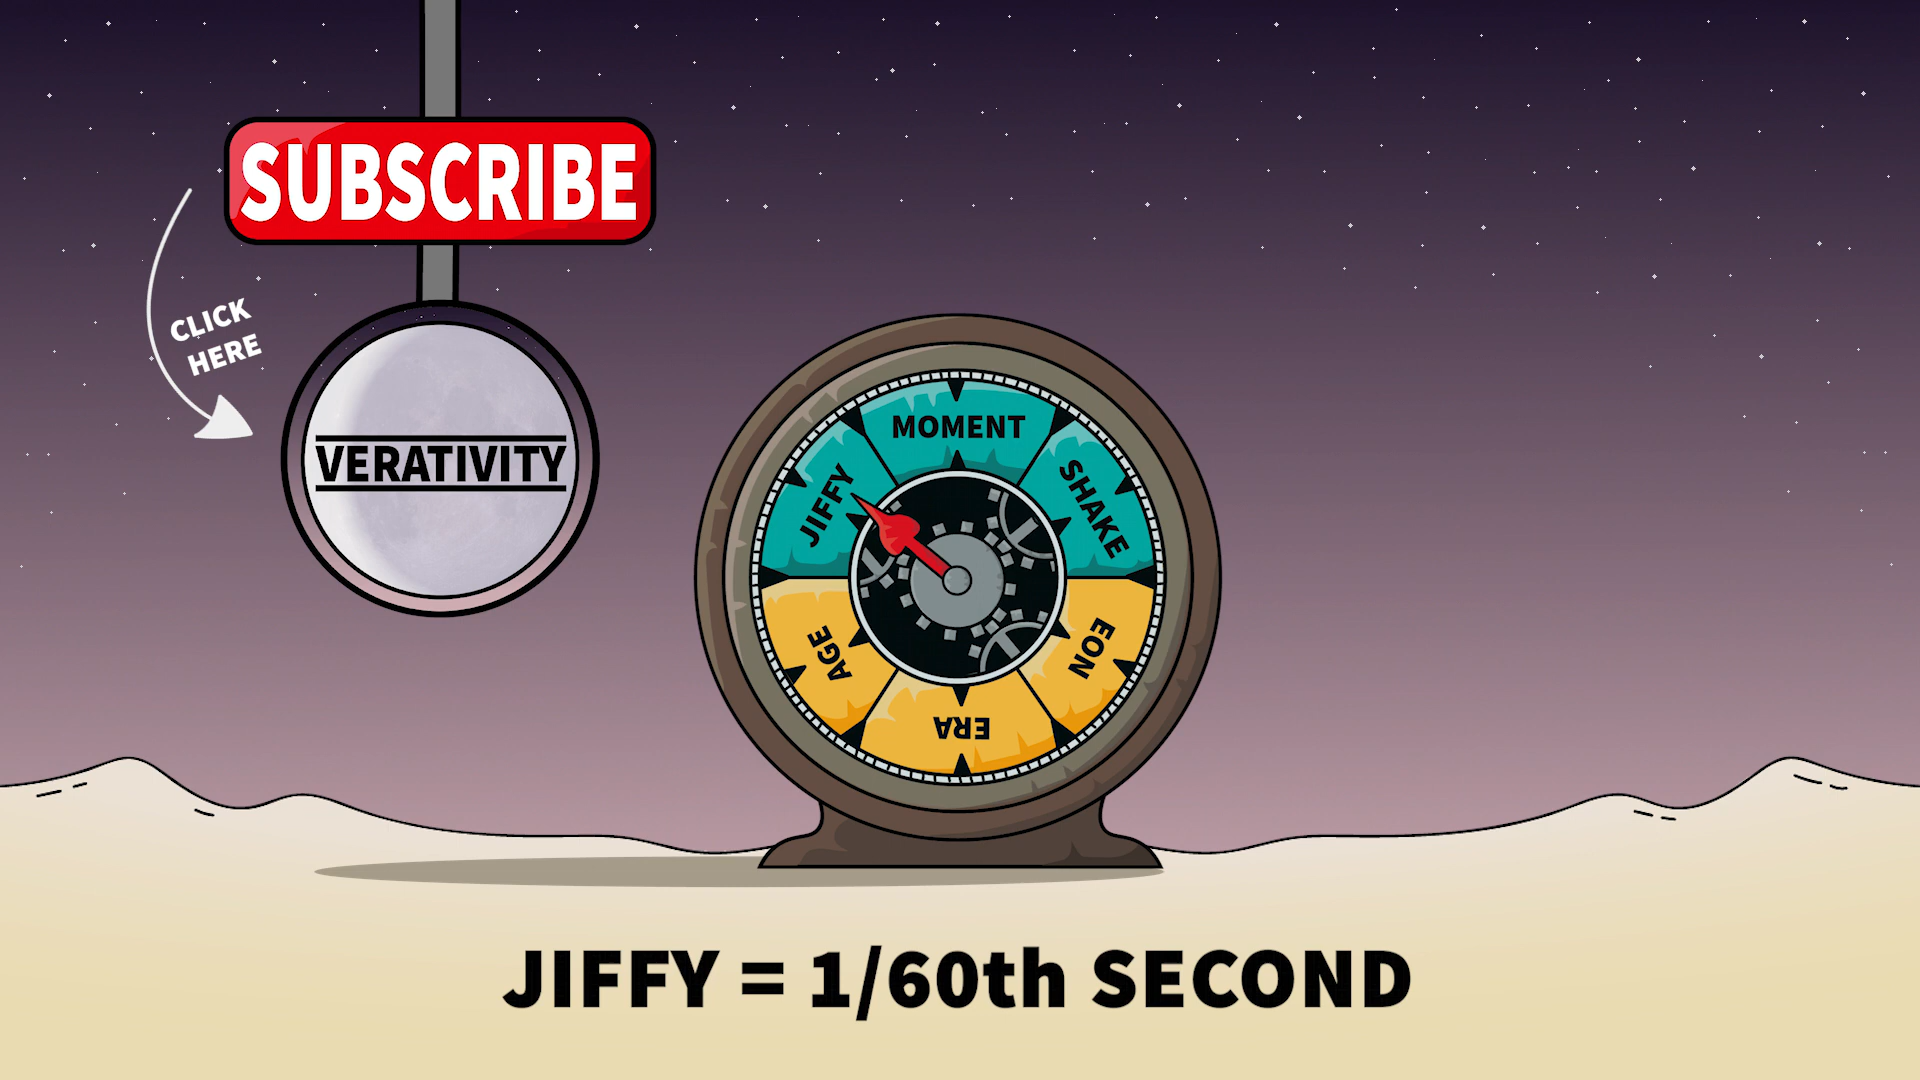 SUBSCRIBE
CLICK
HERE
VERATIVITY
MOMENT
JIFFY
SHAKE
AGE
EON
ERA
JIFFY = 1/60th SECOND